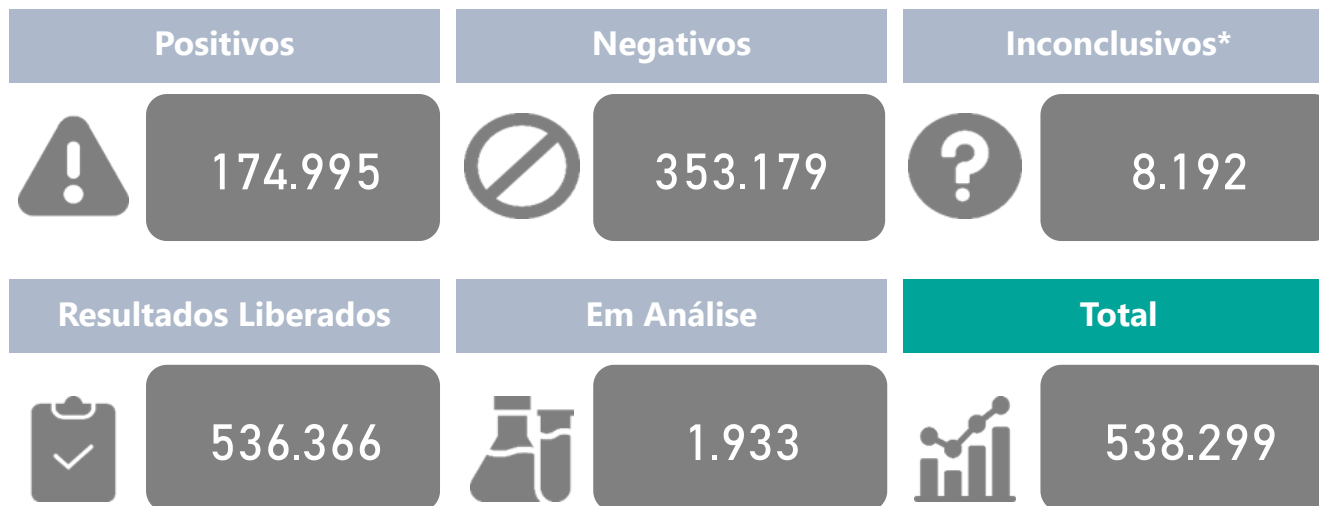 Positivos
Negativos
Inconclusivos*
174.995
353.179
8.192
Resultados Liberados
Em Análise
Total
536.366
1.933
538.299